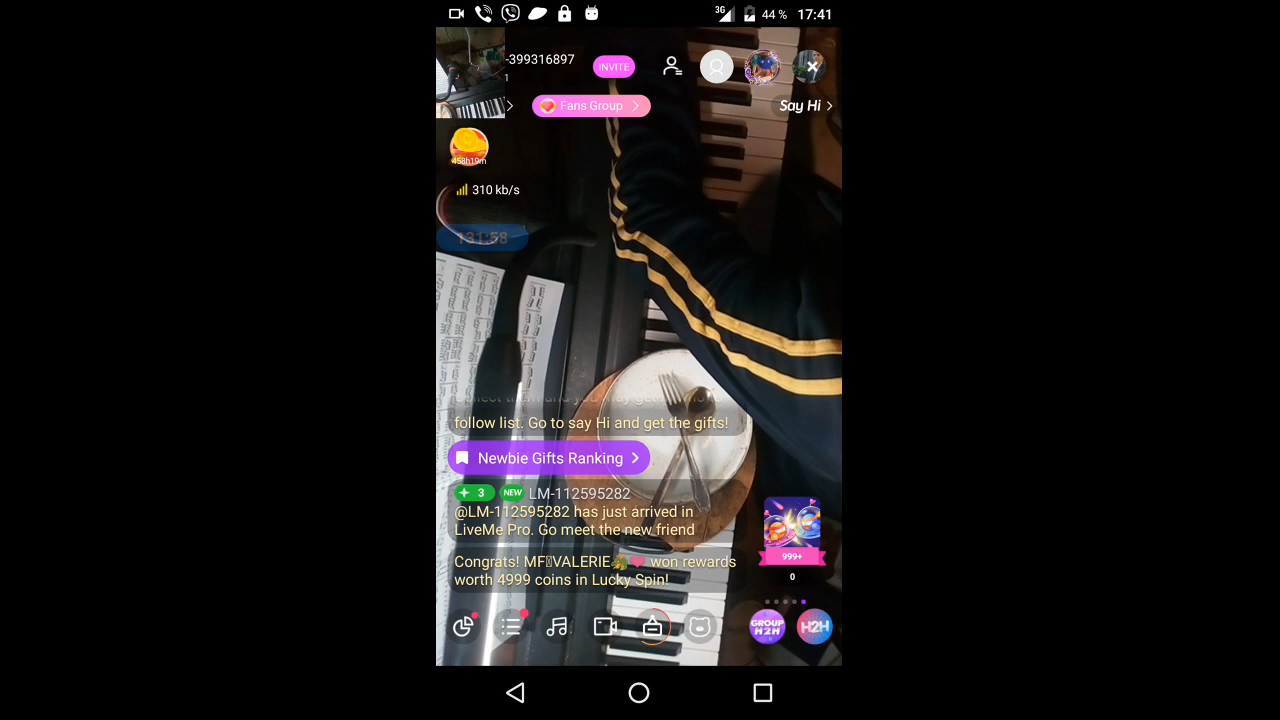 3G
44 %
17:41
-399316897
1
INVITE
Fans Group
Say Hi
458h19m
310 kb/s
131.58
follow list. Go to say Hi and get the gifts!
Newbie Gifts Ranking
3 NEW LM-112595282
@LM-112595282 has just arrived in
LiveMe Pro. Go meet the new friend
Congrats! MF▯VALERIE🌴💗 won rewards
worth 4999 coins in Lucky Spin!
999+
0
GROUP
H2H
H2H